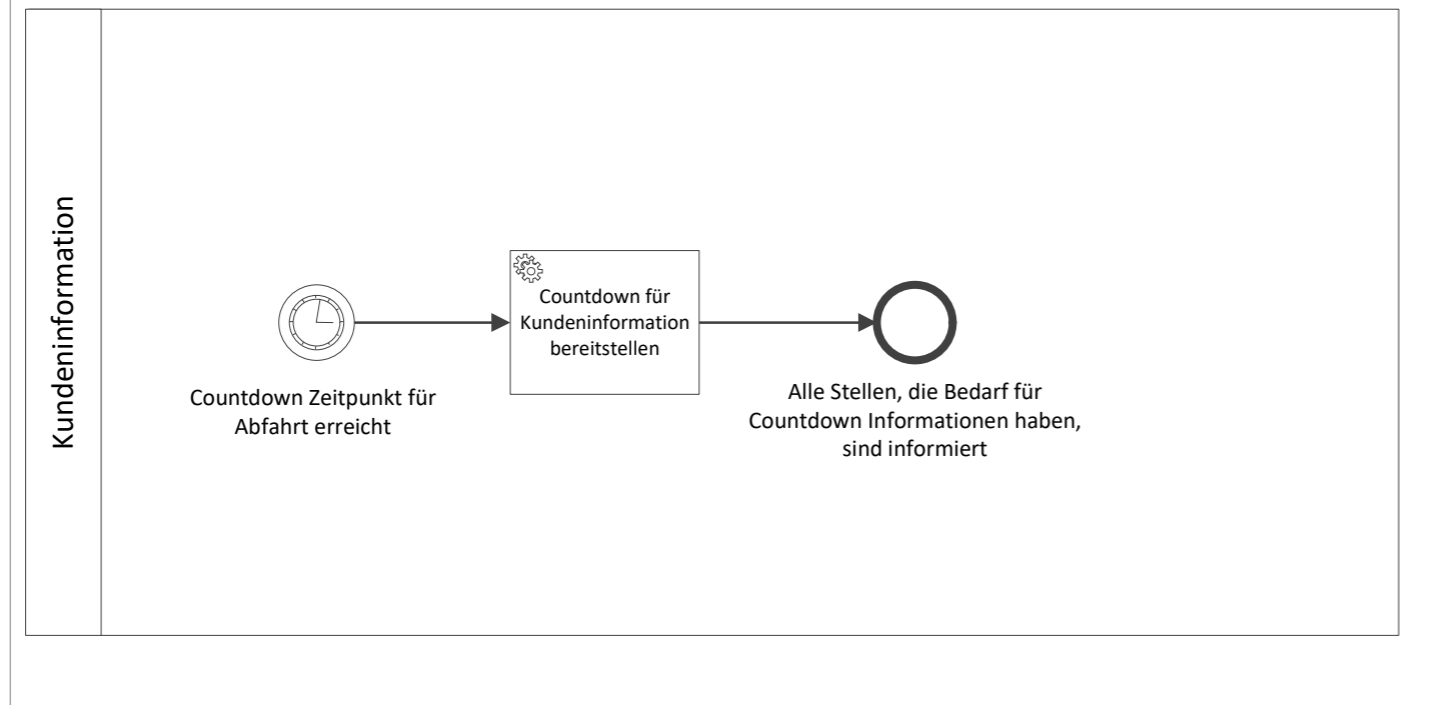 Kundeninformation
Countdown Zeitpunkt für
Abfahrt erreicht
Countdown für
Kundeninformation
bereitstellen
Alle Stellen, die Bedarf für
Countdown Informationen haben,
sind informiert